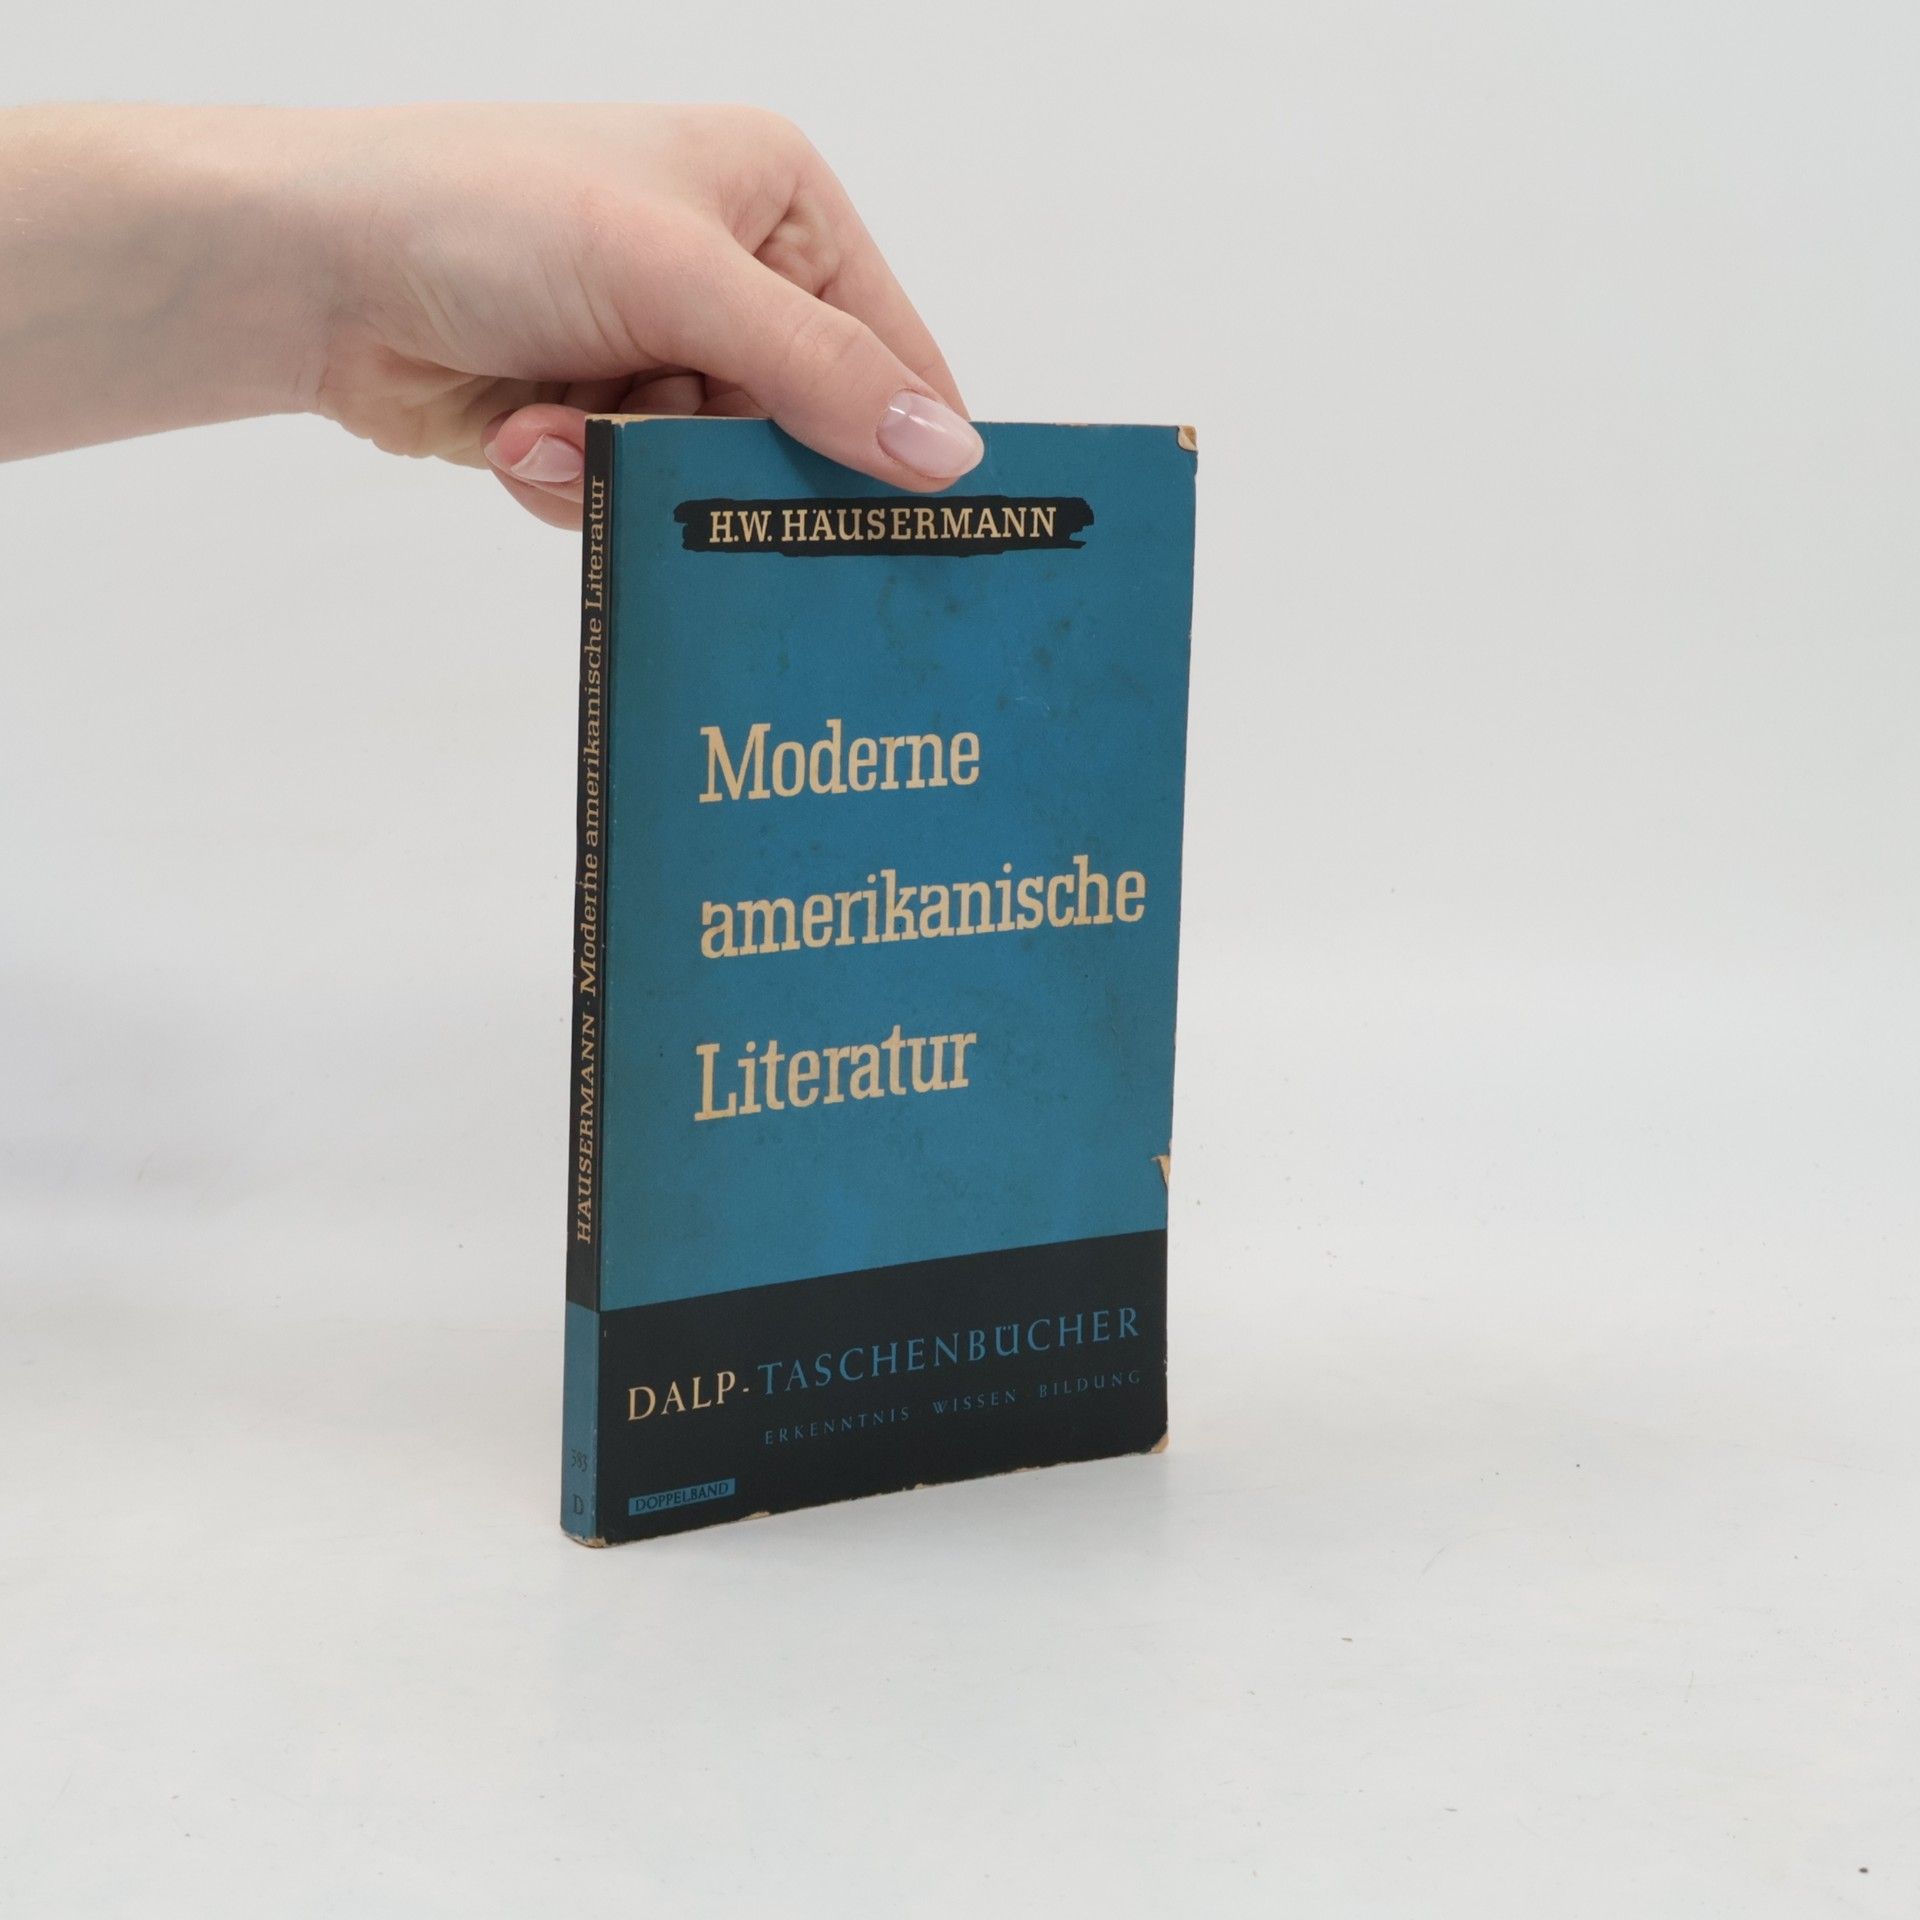 H.W. HÄUSERMANN
Moderne
amerikanische
Literatur
DALP-TASCHENBÜCHER
ERKENNTNIS · WISSEN · BILDUNG
DOPPELBAND
HÄUSERMANN · Moderne amerikanische Literatur
383
D